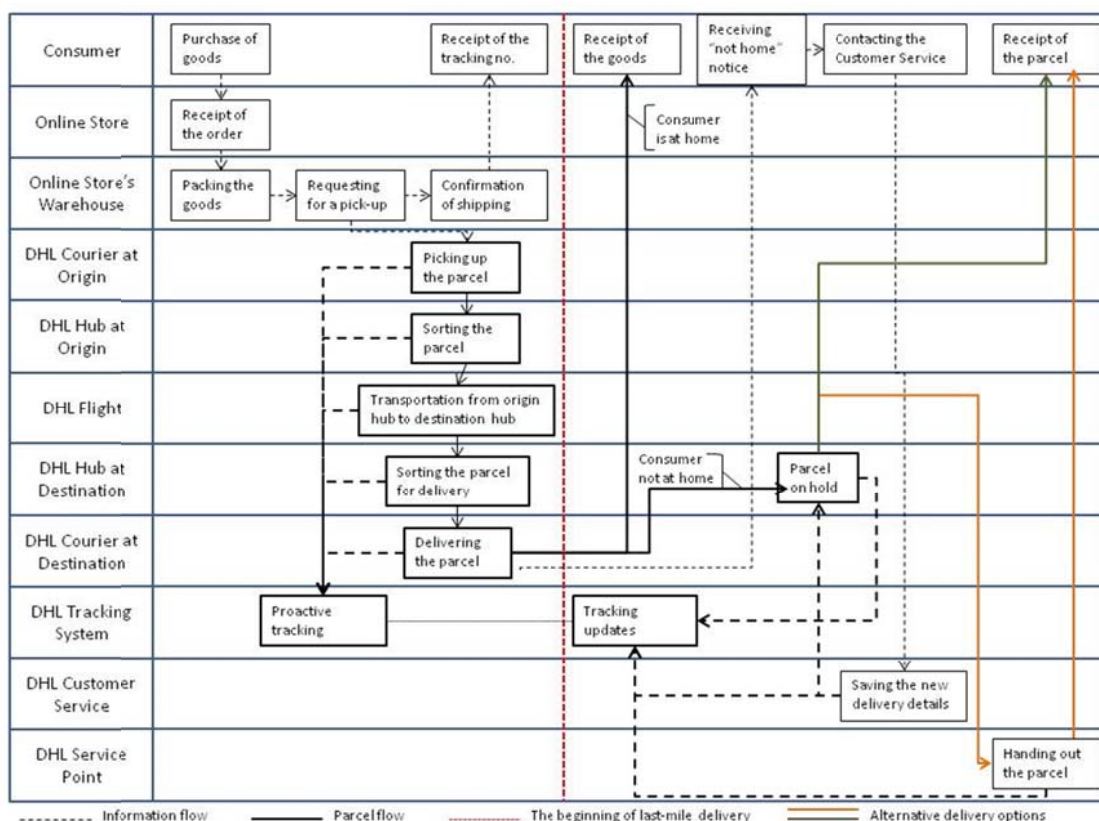 Consumer
Purchase of
goods
Receipt of the
tracking no.
Receipt of
the goods
Receiving
"not home"
notice
Contacting the
Customer Service
Receipt of
the parcel
Online Store
Receipt of
the order
Consumer
is at home
Online Store's
Warehouse
Packing the
goods
Requesting
for a pick-up
Confirmation
of shipping
DHL Courier at
Origin
Picking up
the parcel
DHL Hub at
Origin
Sorting the
parcel
DHL Flight
Transportation from origin
hub to destination hub
DHL Hub at
Destination
Sorting the parcel
for delivery
Consumer
not at home
Parcel
on hold
DHL Courier at
Destination
Delivering
the parcel
DHL Tracking
System
Proactive
tracking
Tracking
updates
DHL Customer
Service
Saving the new
delivery details
DHL Service
Point
Handing out
the parcel
Information flow
Parcel flow
The beginning of last-mile delivery
Alternative delivery options